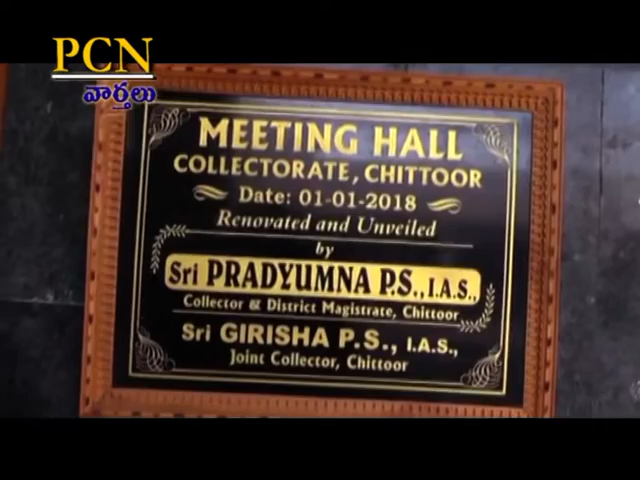 PCN
వార్తలు
MEETING HALL
COLLECTORATE, CHITTOOR
Date: 01-01-2018
Renovated and Unveiled
by
Sri PRADYUMNA P.S., I.A.S.,
Collector & District Magistrate, Chittoor
Sri GIRISHA P.S., I.A.S.,
Joint Collector, Chittoor